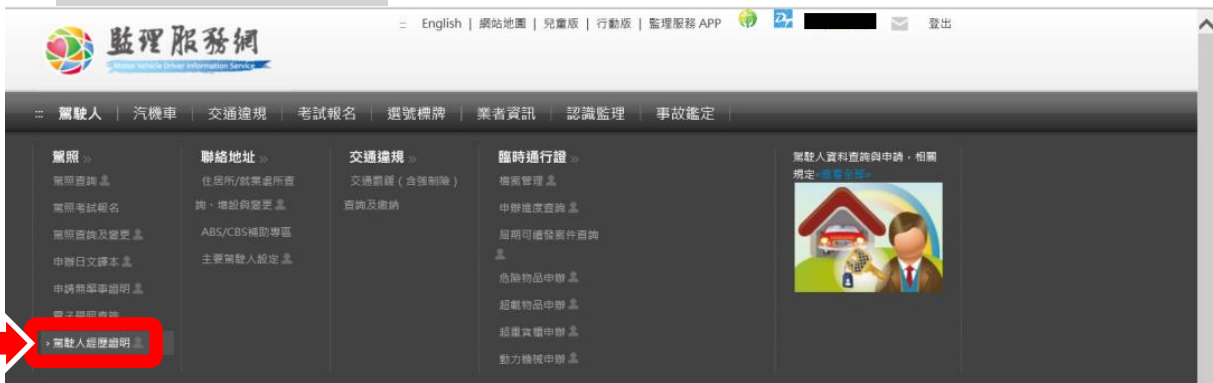 :: English | 網站地圖 | 兒童版 | 行動版 | 監理服務 APP 登出
監理服務網
Motor Vehicle Driver Information Service
:: 駕駛人 | 汽機車 | 交通違規 | 考試報名 | 選號標牌 | 業者資訊 | 認識監理 | 事故鑑定 |
駕照 »
駕照查詢
駕照考試報名
駕照查詢及變更
申辦日文譯本
申請無肇事證明
電子駕照查詢
› 駕駛人經歷證明
聯絡地址 »
住居所/就業處所查
詢、增設與變更
ABS/CBS補助專區
主要駕駛人設定
交通違規 »
交通罰鍰 ( 含強制險 )
查詢及繳納
臨時通行證 »
檔案管理
申辦進度查詢
屆期可續發案件查詢
危險物品申辦
超載物品申辦
超重貨櫃申辦
動力機械申辦
駕駛人資料查詢與申請，相關
規定«查看全部»